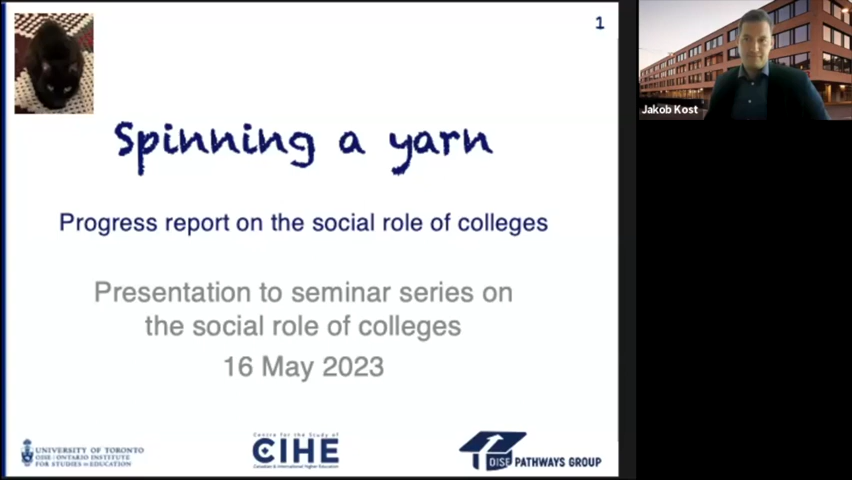 1
Jakob Kost
Spinning a yarn
Progress report on the social role of colleges
Presentation to seminar series on
the social role of colleges
16 May 2023
UNIVERSITY OF TORONTO
OISE | ONTARIO INSTITUTE
FOR STUDIES IN EDUCATION
Centre for the Study of
CIHE
Canadian & International Higher Education
OISE PATHWAYS GROUP